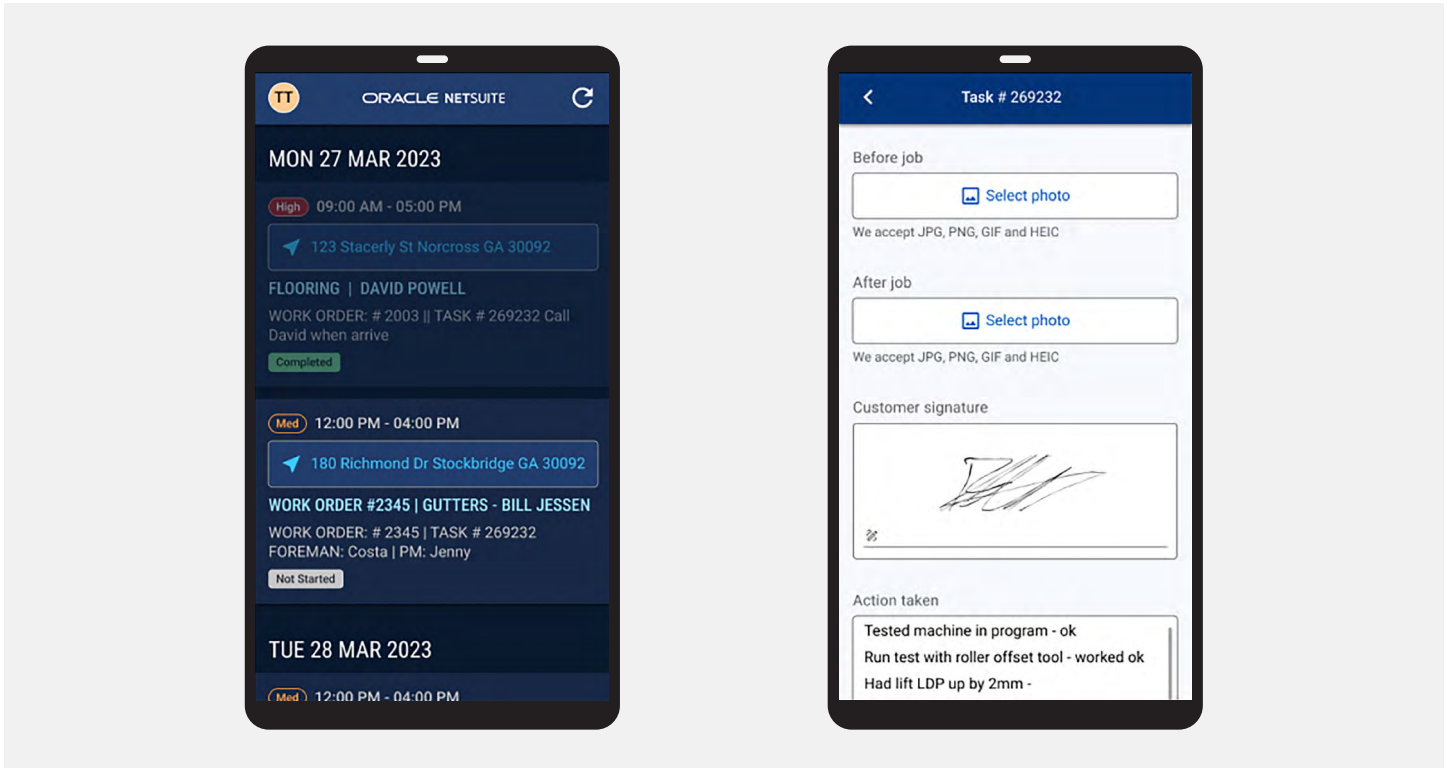 TT
ORACLE NETSUITE
MON 27 MAR 2023
High 09:00 AM - 05:00 PM
123 Stacerly St Norcross GA 30092
FLOORING | DAVID POWELL
WORK ORDER: # 2003 || TASK # 269232 Call
David when arrive
Completed
Med 12:00 PM - 04:00 PM
180 Richmond Dr Stockbridge GA 30092
WORK ORDER #2345 | GUTTERS - BILL JESSEN
WORK ORDER: # 2345 | TASK # 269232
FOREMAN: Costa | PM: Jenny
Not Started
TUE 28 MAR 2023
Med 12:00 PM - 04:00 PM
Task # 269232
Before job
Select photo
We accept JPG, PNG, GIF and HEIC
After job
Select photo
We accept JPG, PNG, GIF and HEIC
Customer signature
Action taken
Tested machine in program - ok
Run test with roller offset tool - worked ok
Had lift LDP up by 2mm -